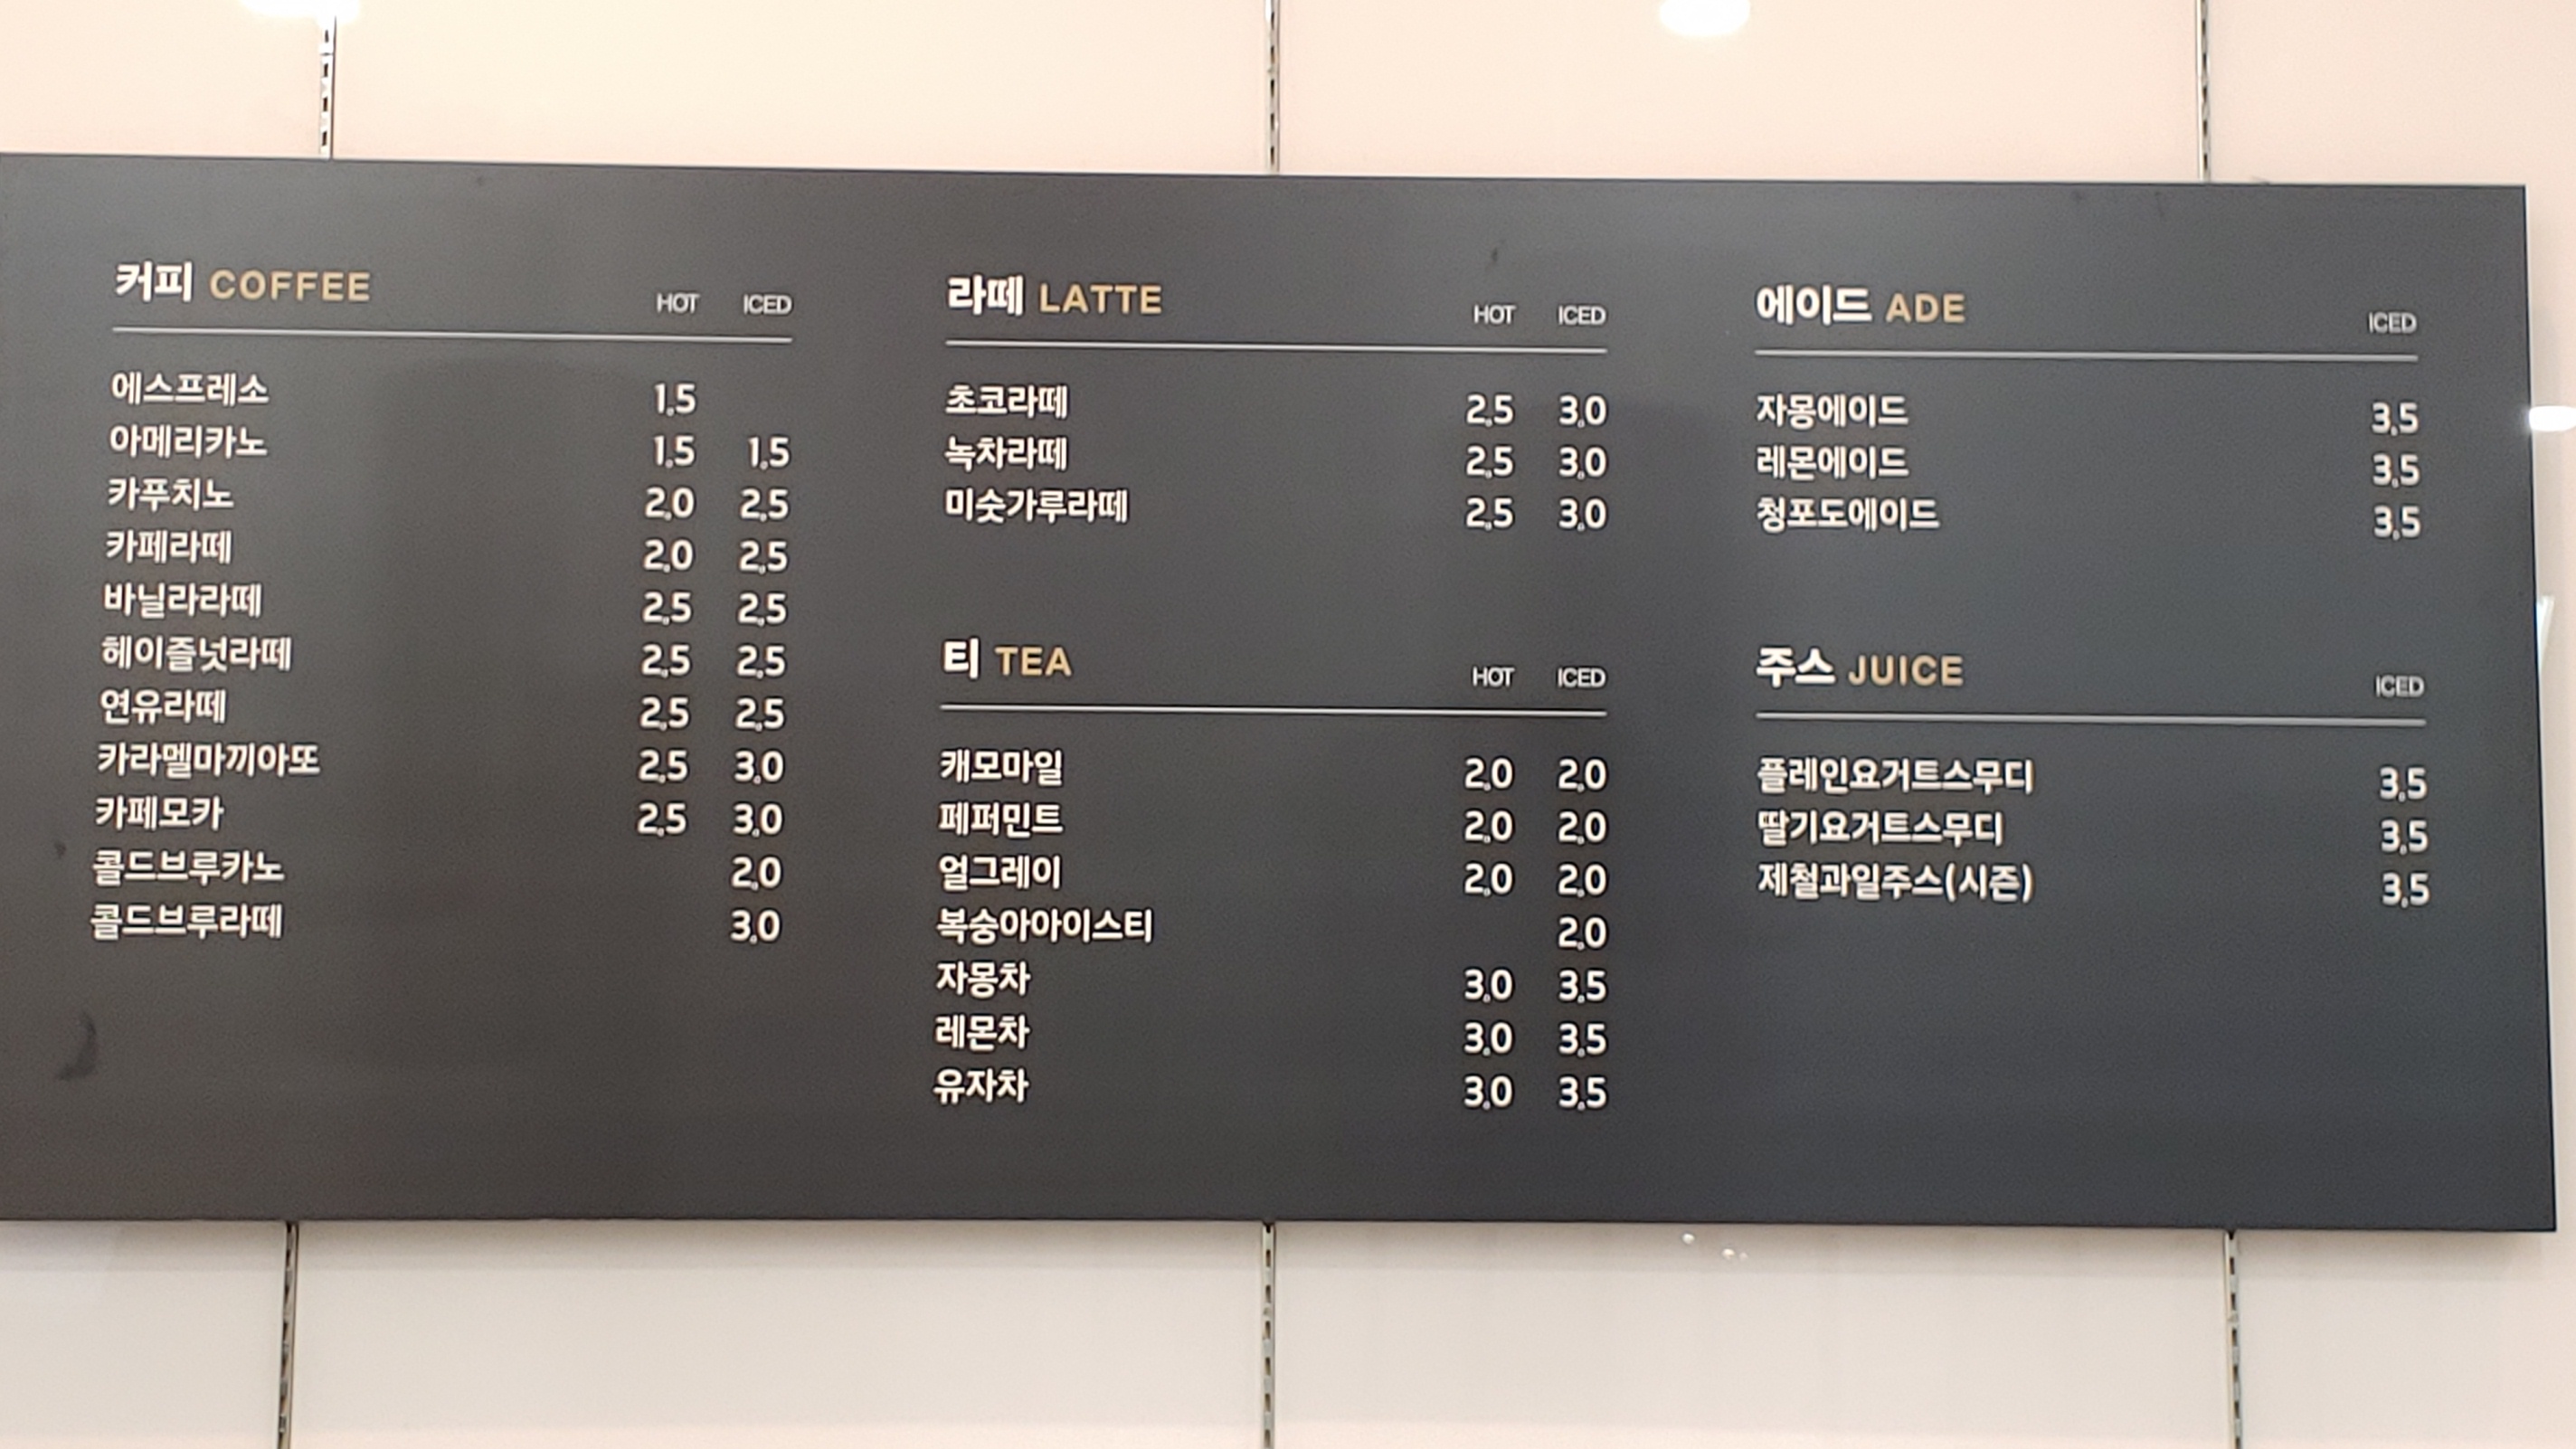 커피 COFFEE HOT ICED
에스프레소 1.5
아메리카노 1.5 1.5
카푸치노 2.0 2.5
카페라떼 2.0 2.5
바닐라라떼 2.5 2.5
헤이즐넛라떼 2.5 2.5
연유라떼 2.5 2.5
카라멜마끼아또 2.5 3.0
카페모카 2.5 3.0
콜드브루카노 2.0
콜드브루라떼 3.0
라떼 LATTE HOT ICED
초코라떼 2.5 3.0
녹차라떼 2.5 3.0
미숫가루라떼 2.5 3.0
티 TEA HOT ICED
캐모마일 2.0 2.0
페퍼민트 2.0 2.0
얼그레이 2.0 2.0
복숭아아이스티 2.0
자몽차 3.0 3.5
레몬차 3.0 3.5
유자차 3.0 3.5
에이드 ADE ICED
자몽에이드 3.5
레몬에이드 3.5
청포도에이드 3.5
주스 JUICE ICED
플레인요거트스무디 3.5
딸기요거트스무디 3.5
제철과일주스(시즌) 3.5